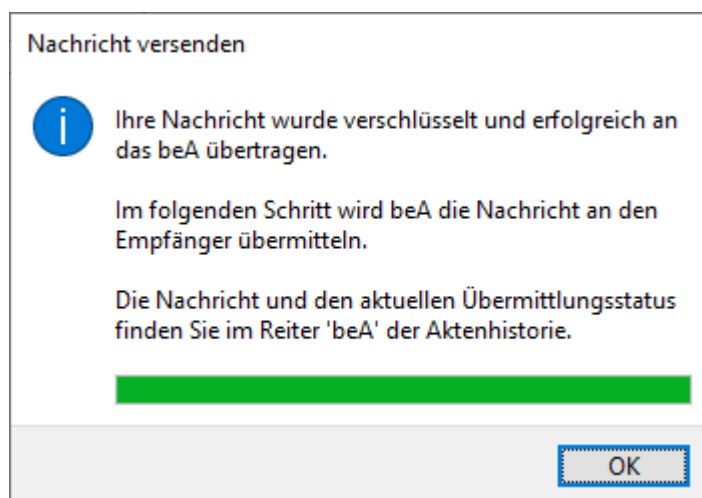 Nachricht versenden
Ihre Nachricht wurde verschlüsselt und erfolgreich an
das beA übertragen.
Im folgenden Schritt wird beA die Nachricht an den
Empfänger übermitteln.
Die Nachricht und den aktuellen Übermittlungsstatus
finden Sie im Reiter 'beA' der Aktenhistorie.
OK